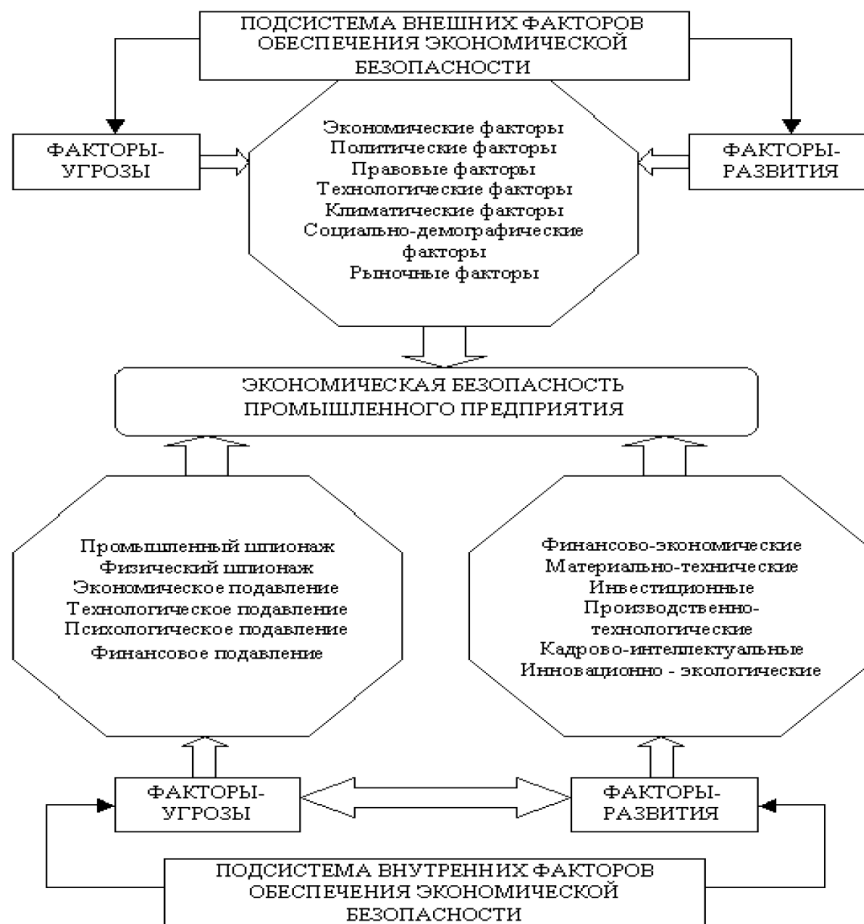 ПОДСИСТЕМА ВНЕШНИХ ФАКТОРОВ
ОБЕСПЕЧЕНИЯ ЭКОНОМИЧЕСКОЙ
БЕЗОПАСНОСТИ
ФАКТОРЫ-
УГРОЗЫ
Экономические факторы
Политические факторы
Правовые факторы
Технологические факторы
Климатические факторы
Социально-демографические
факторы
Рыночные факторы
ФАКТОРЫ-
РАЗВИТИЯ
ЭКОНОМИЧЕСКАЯ БЕЗОПАСНОСТЬ
ПРОМЫШЛЕННОГО ПРЕДПРИЯТИЯ
Промышленный шпионаж
Физический шпионаж
Экономическое подавление
Технологическое подавление
Психологическое подавление
Финансовое подавление
Финансово-экономические
Материально-технические
Инвестиционные
Производственно-
технологические
Кадрово-интеллектуальные
Инновационно - экологические
ФАКТОРЫ-
УГРОЗЫ
ФАКТОРЫ-
РАЗВИТИЯ
ПОДСИСТЕМА ВНУТРЕННИХ ФАКТОРОВ
ОБЕСПЕЧЕНИЯ ЭКОНОМИЧЕСКОЙ
БЕЗОПАСНОСТИ